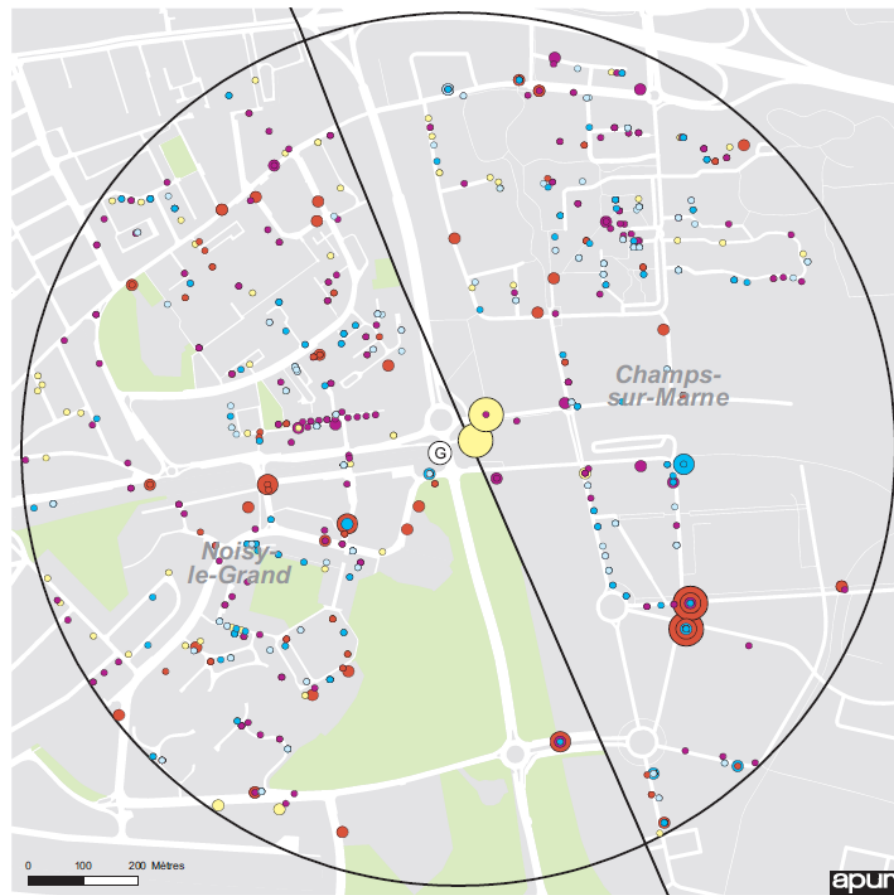 Champs-
sur-Marne
G
Noisy-
le-Grand
0 100 200 Mètres
apur